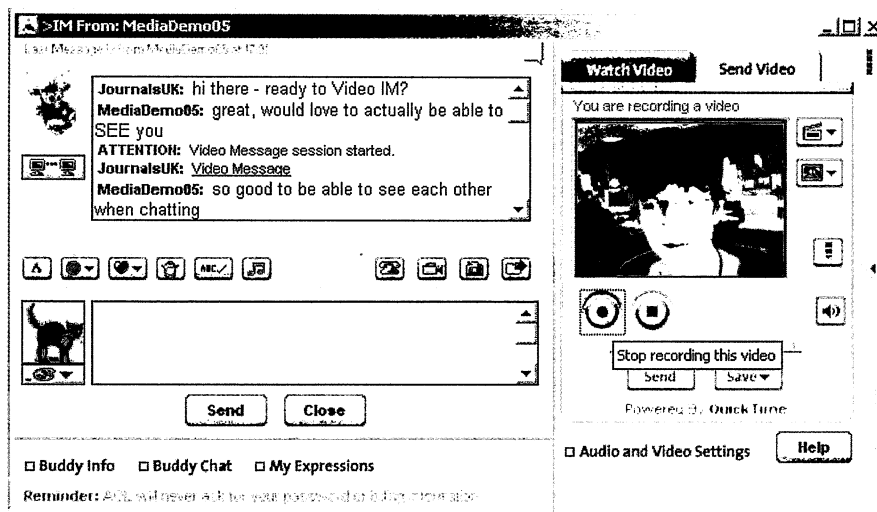 >IM From: MediaDemo05
JournalsUK: hi there - ready to Video IM?
MediaDemo05: great, would love to actually be able to
SEE you
ATTENTION: Video Message session started.
JournalsUK: Video Message
MediaDemo05: so good to be able to see each other
when chatting
ABC
Send Close
Buddy Info Buddy Chat My Expressions
Reminder: AOL will never ask for your password or billing information
Watch Video Send Video
You are recording a video
Stop recording this video
Send Save
Powered By QuickTime
Audio and Video Settings Help